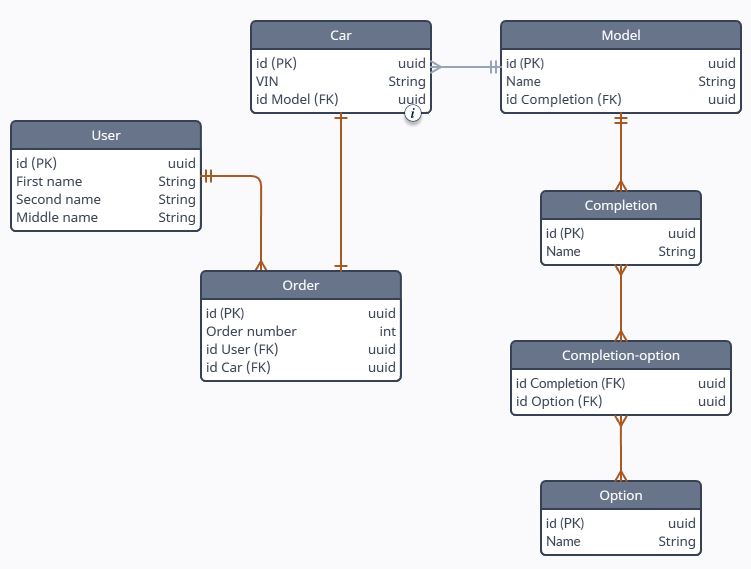 Car
id (PK) uuid
VIN String
id Model (FK) uuid
i
Model
id (PK) uuid
Name String
id Completion (FK) uuid
User
id (PK) uuid
First name String
Second name String
Middle name String
Completion
id (PK) uuid
Name String
Order
id (PK) uuid
Order number int
id User (FK) uuid
id Car (FK) uuid
Completion-option
id Completion (FK) uuid
id Option (FK) uuid
Option
id (PK) uuid
Name String